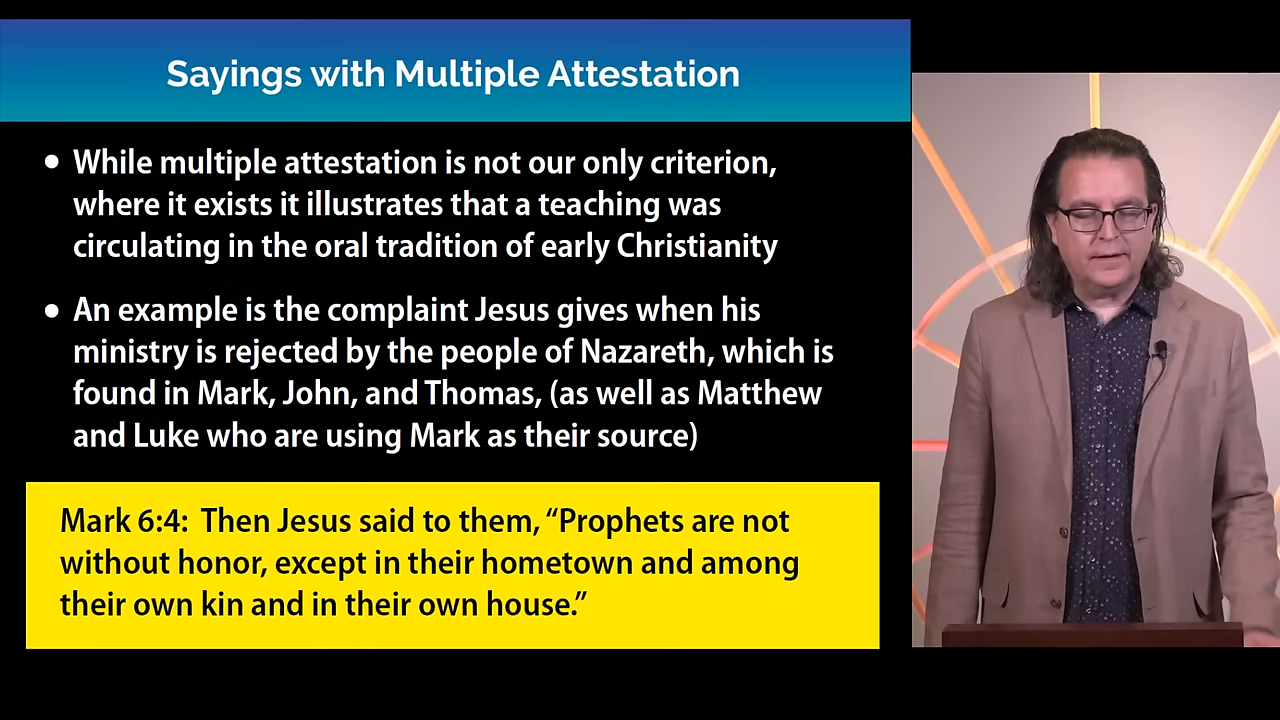 Sayings with Multiple Attestation
• While multiple attestation is not our only criterion,
where it exists it illustrates that a teaching was
circulating in the oral tradition of early Christianity
• An example is the complaint Jesus gives when his
ministry is rejected by the people of Nazareth, which is
found in Mark, John, and Thomas, (as well as Matthew
and Luke who are using Mark as their source)
Mark 6:4:  Then Jesus said to them, “Prophets are not
without honor, except in their hometown and among
their own kin and in their own house.”